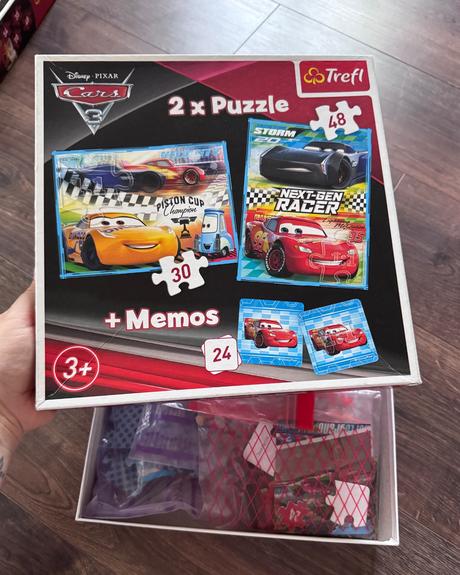 Disney · PIXAR
Cars
3
Trefl
2 x Puzzle
48
STORM
20
PISTON CUP
Champion
NEXT-GEN
RACER
30
+ Memos
24
3+